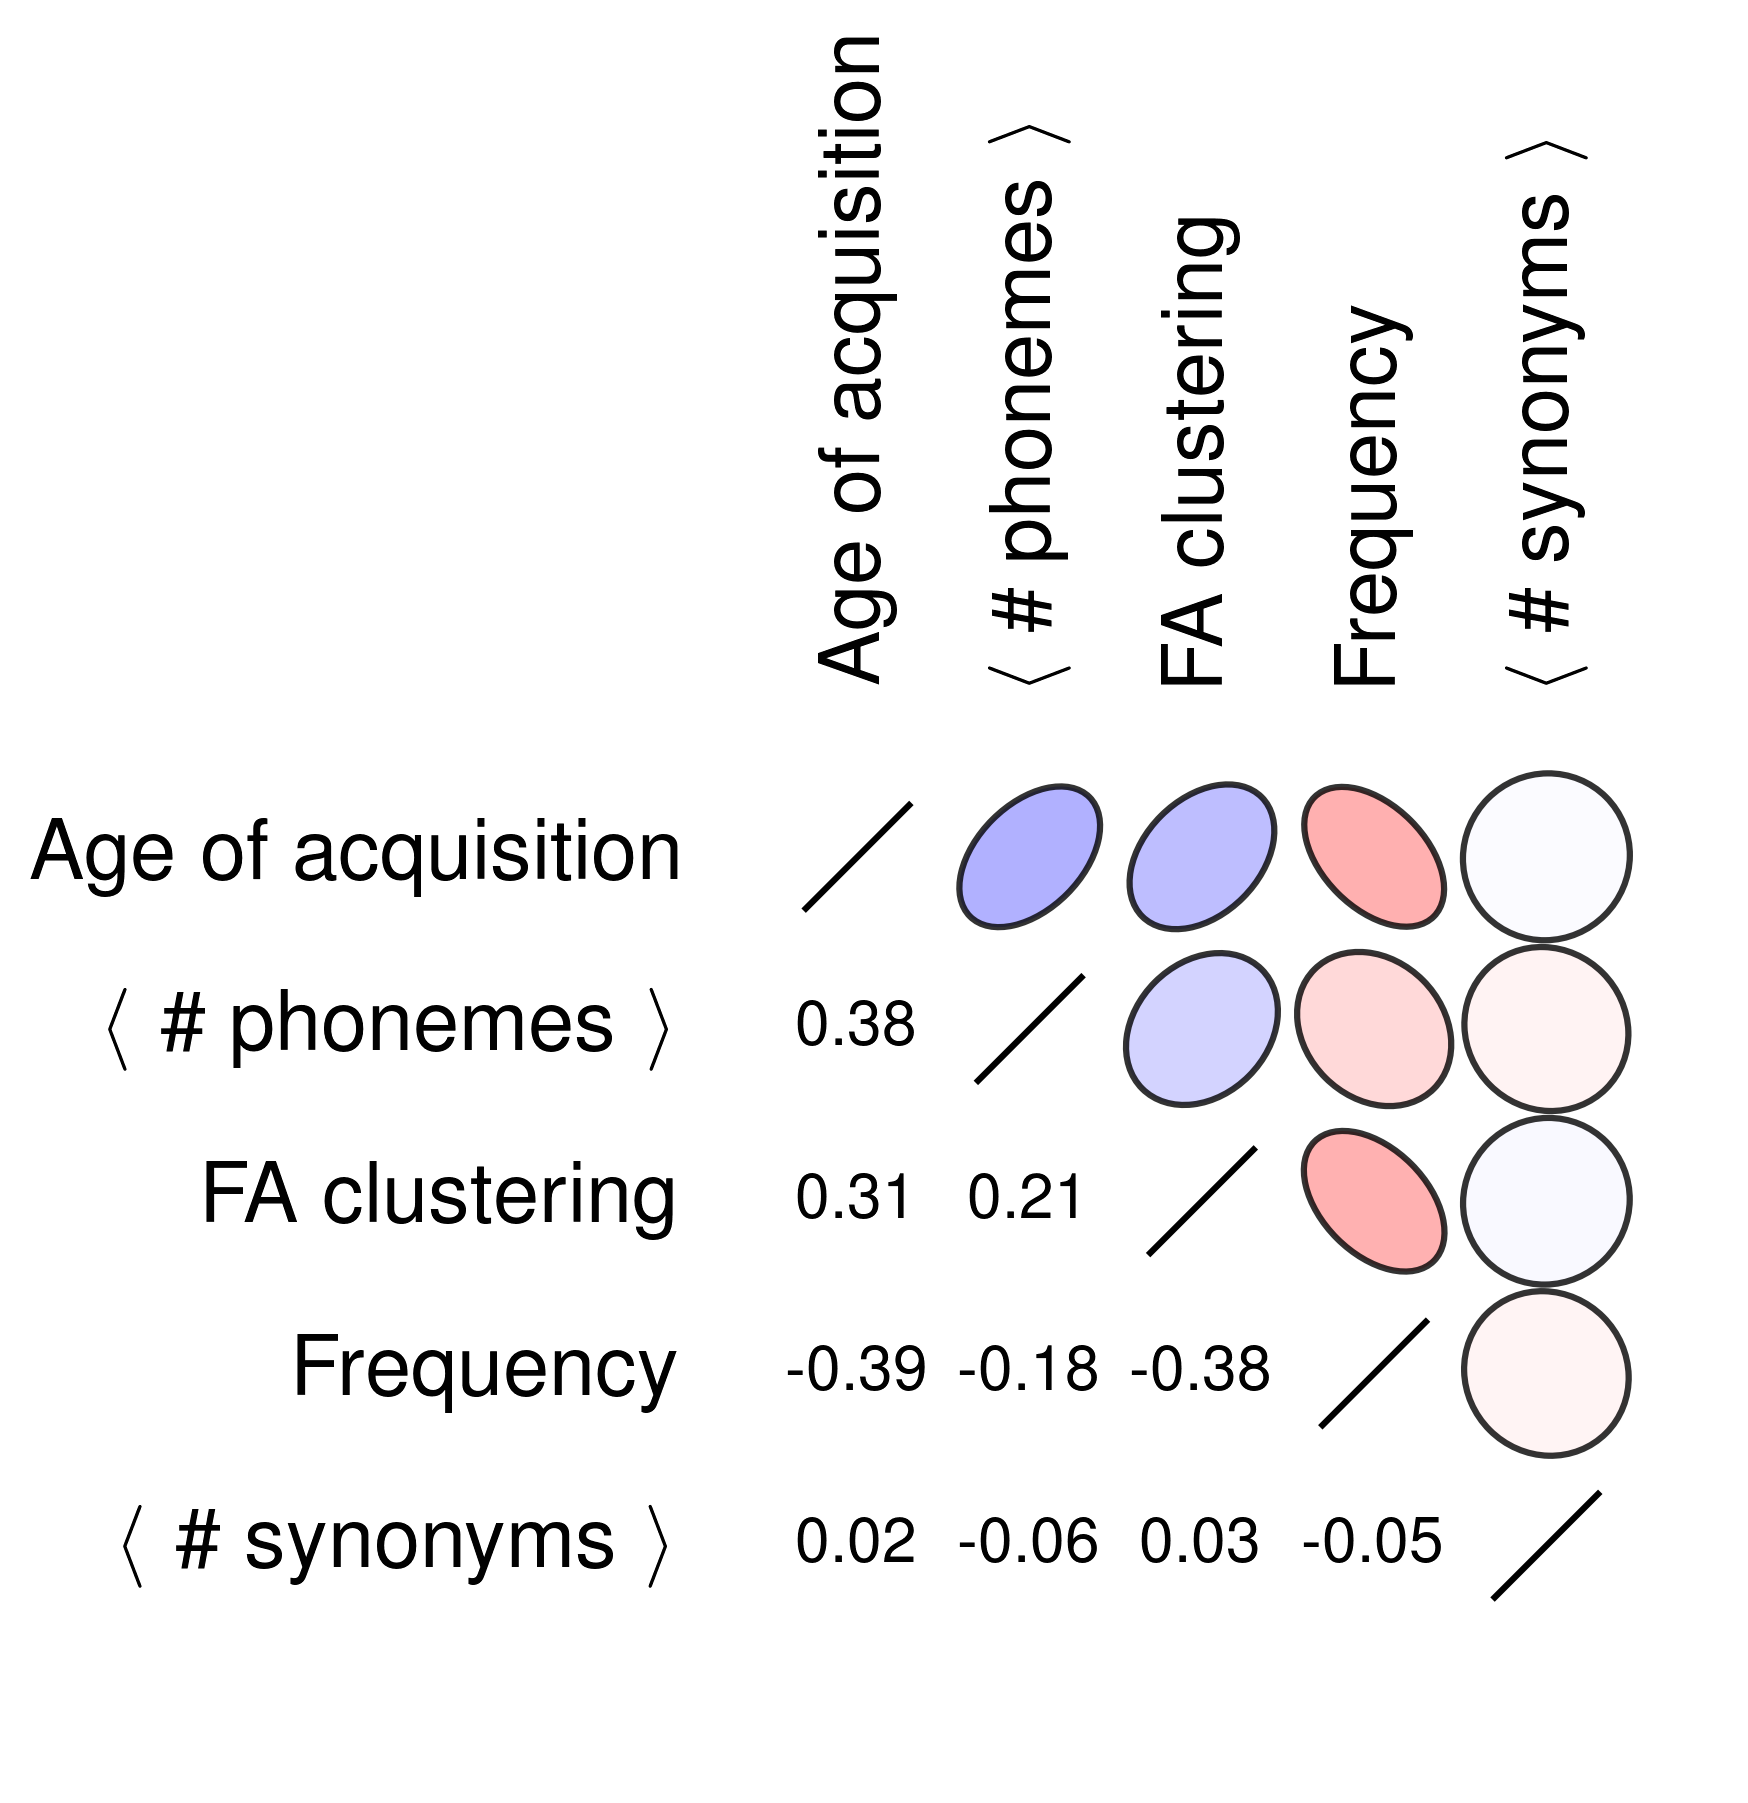 Age of acquisition
⟨ # phonemes ⟩
FA clustering
Frequency
⟨ # synonyms ⟩
Age of acquisition
⟨ # phonemes ⟩ 0.38
FA clustering 0.31 0.21
Frequency -0.39 -0.18 -0.38
⟨ # synonyms ⟩ 0.02 -0.06 0.03 -0.05